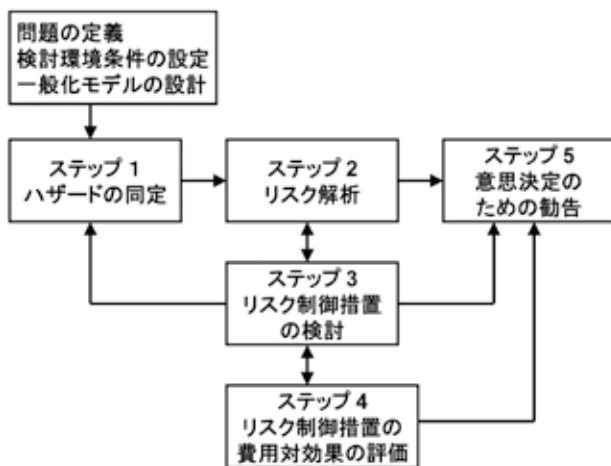 問題の定義
検討環境条件の設定
一般化モデルの設計
ステップ 1
ハザードの同定
ステップ 2
リスク解析
ステップ 5
意思決定の
ための勧告
ステップ 3
リスク制御措置
の検討
ステップ 4
リスク制御措置の
費用対効果の評価